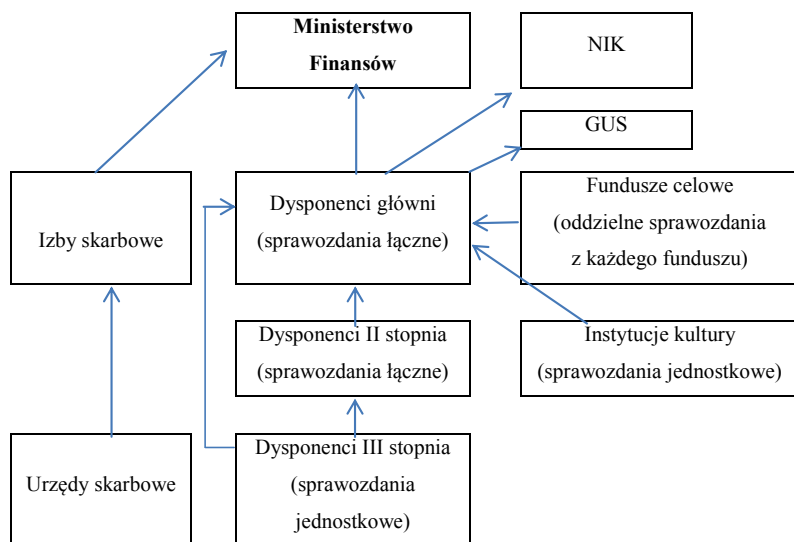 Ministerstwo
Finansów
NIK
GUS
Izby skarbowe
Dysponenci główni
(sprawozdania łączne)
Fundusze celowe
(oddzielne sprawozdania
z każdego funduszu)
Dysponenci II stopnia
(sprawozdania łączne)
Instytucje kultury
(sprawozdania jednostkowe)
Urzędy skarbowe
Dysponenci III stopnia
(sprawozdania
jednostkowe)